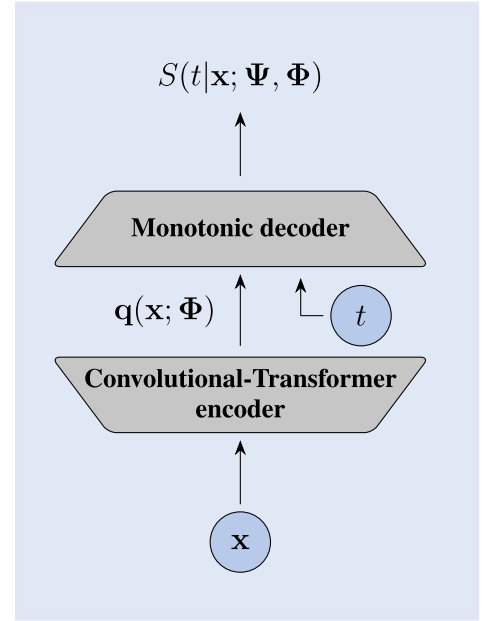 S(t|x; Ψ, Φ)
Monotonic decoder
q(x; Φ)
t
Convolutional-Transformer
encoder
x